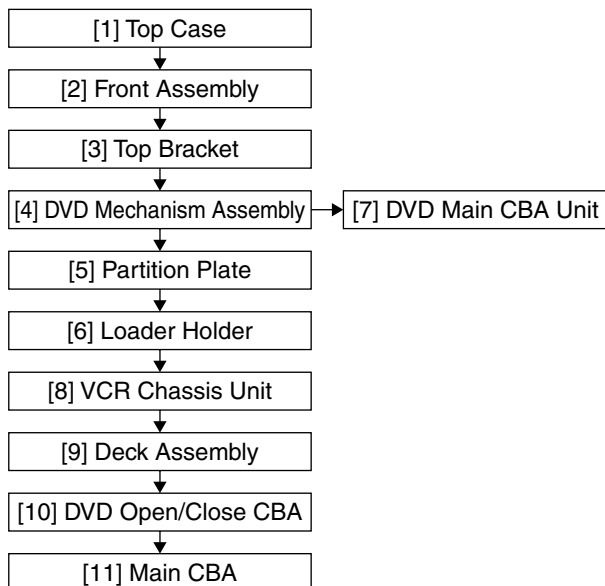 [1] Top Case
[2] Front Assembly
[3] Top Bracket
[4] DVD Mechanism Assembly
[7] DVD Main CBA Unit
[5] Partition Plate
[6] Loader Holder
[8] VCR Chassis Unit
[9] Deck Assembly
[10] DVD Open/Close CBA
[11] Main CBA